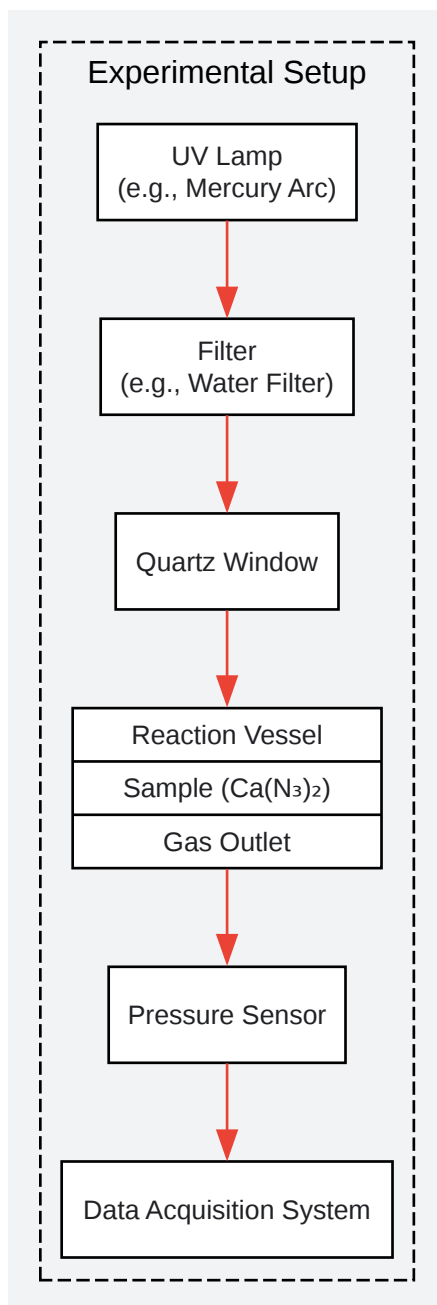 Experimental Setup
UV Lamp
(e.g., Mercury Arc)
Filter
(e.g., Water Filter)
Quartz Window
Reaction Vessel
Sample (Ca(N₃)₂)
Gas Outlet
Pressure Sensor
Data Acquisition System